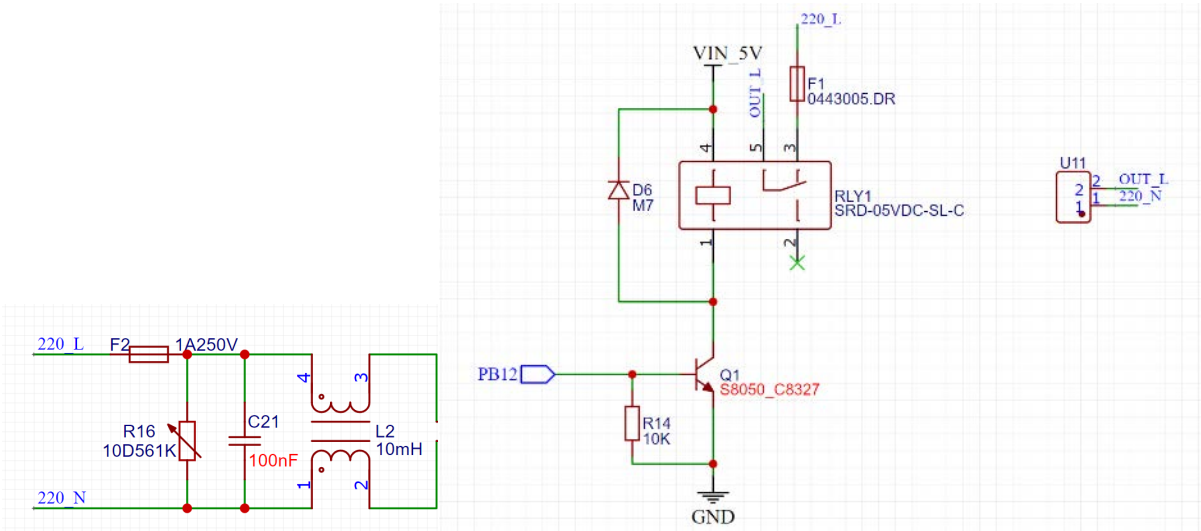 220_L
VIN_5V
OUT_L
F1
0443005.DR
4
5
3
D6
M7
RLY1
SRD-05VDC-SL-C
1
2
U11
2
2
OUT_L
1
1
220_N
PB12
Q1
S8050_C8327
R14
10K
GND
220_L
F2
1A250V
4
3
R16
10D561K
C21
100nF
L2
10mH
1
2
220_N